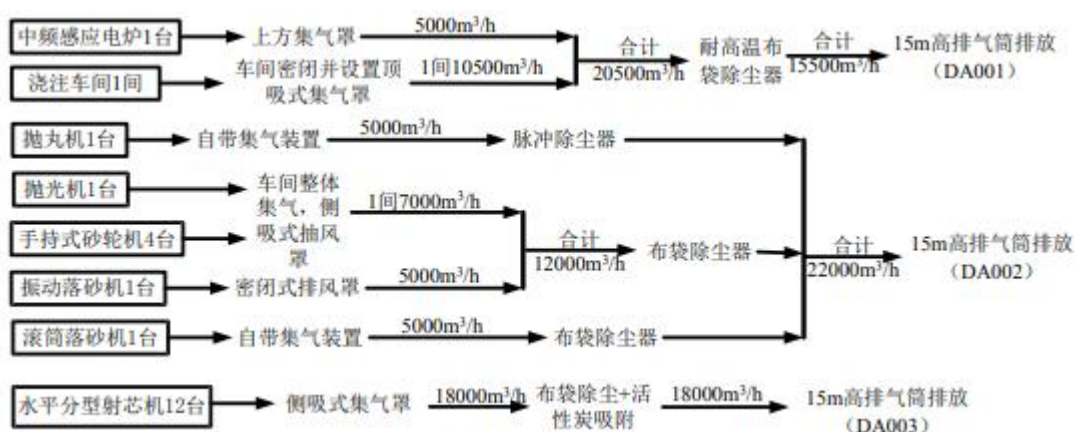 中频感应电炉1台
上方集气罩
5000m³/h
浇注车间1间
车间密闭并设置顶
吸式集气罩
1间10500m³/h
合计
20500m³/h
耐高温布
袋除尘器
合计
15500m³/h
15m高排气筒排放
（DA001）
抛丸机1台
自带集气装置
5000m³/h
脉冲除尘器
抛光机1台
手持式砂轮机4台
车间整体
集气，侧
吸式抽风
罩
1间7000m³/h
振动落砂机1台
密闭式排风罩
5000m³/h
合计
12000m³/h
布袋除尘器
滚筒落砂机1台
自带集气装置
5000m³/h
布袋除尘器
合计
22000m³/h
15m高排气筒排放
（DA002）
水平分型射芯机12台
侧吸式集气罩
18000m³/h
布袋除尘+活
性炭吸附
18000m³/h
15m高排气筒排放
（DA003）